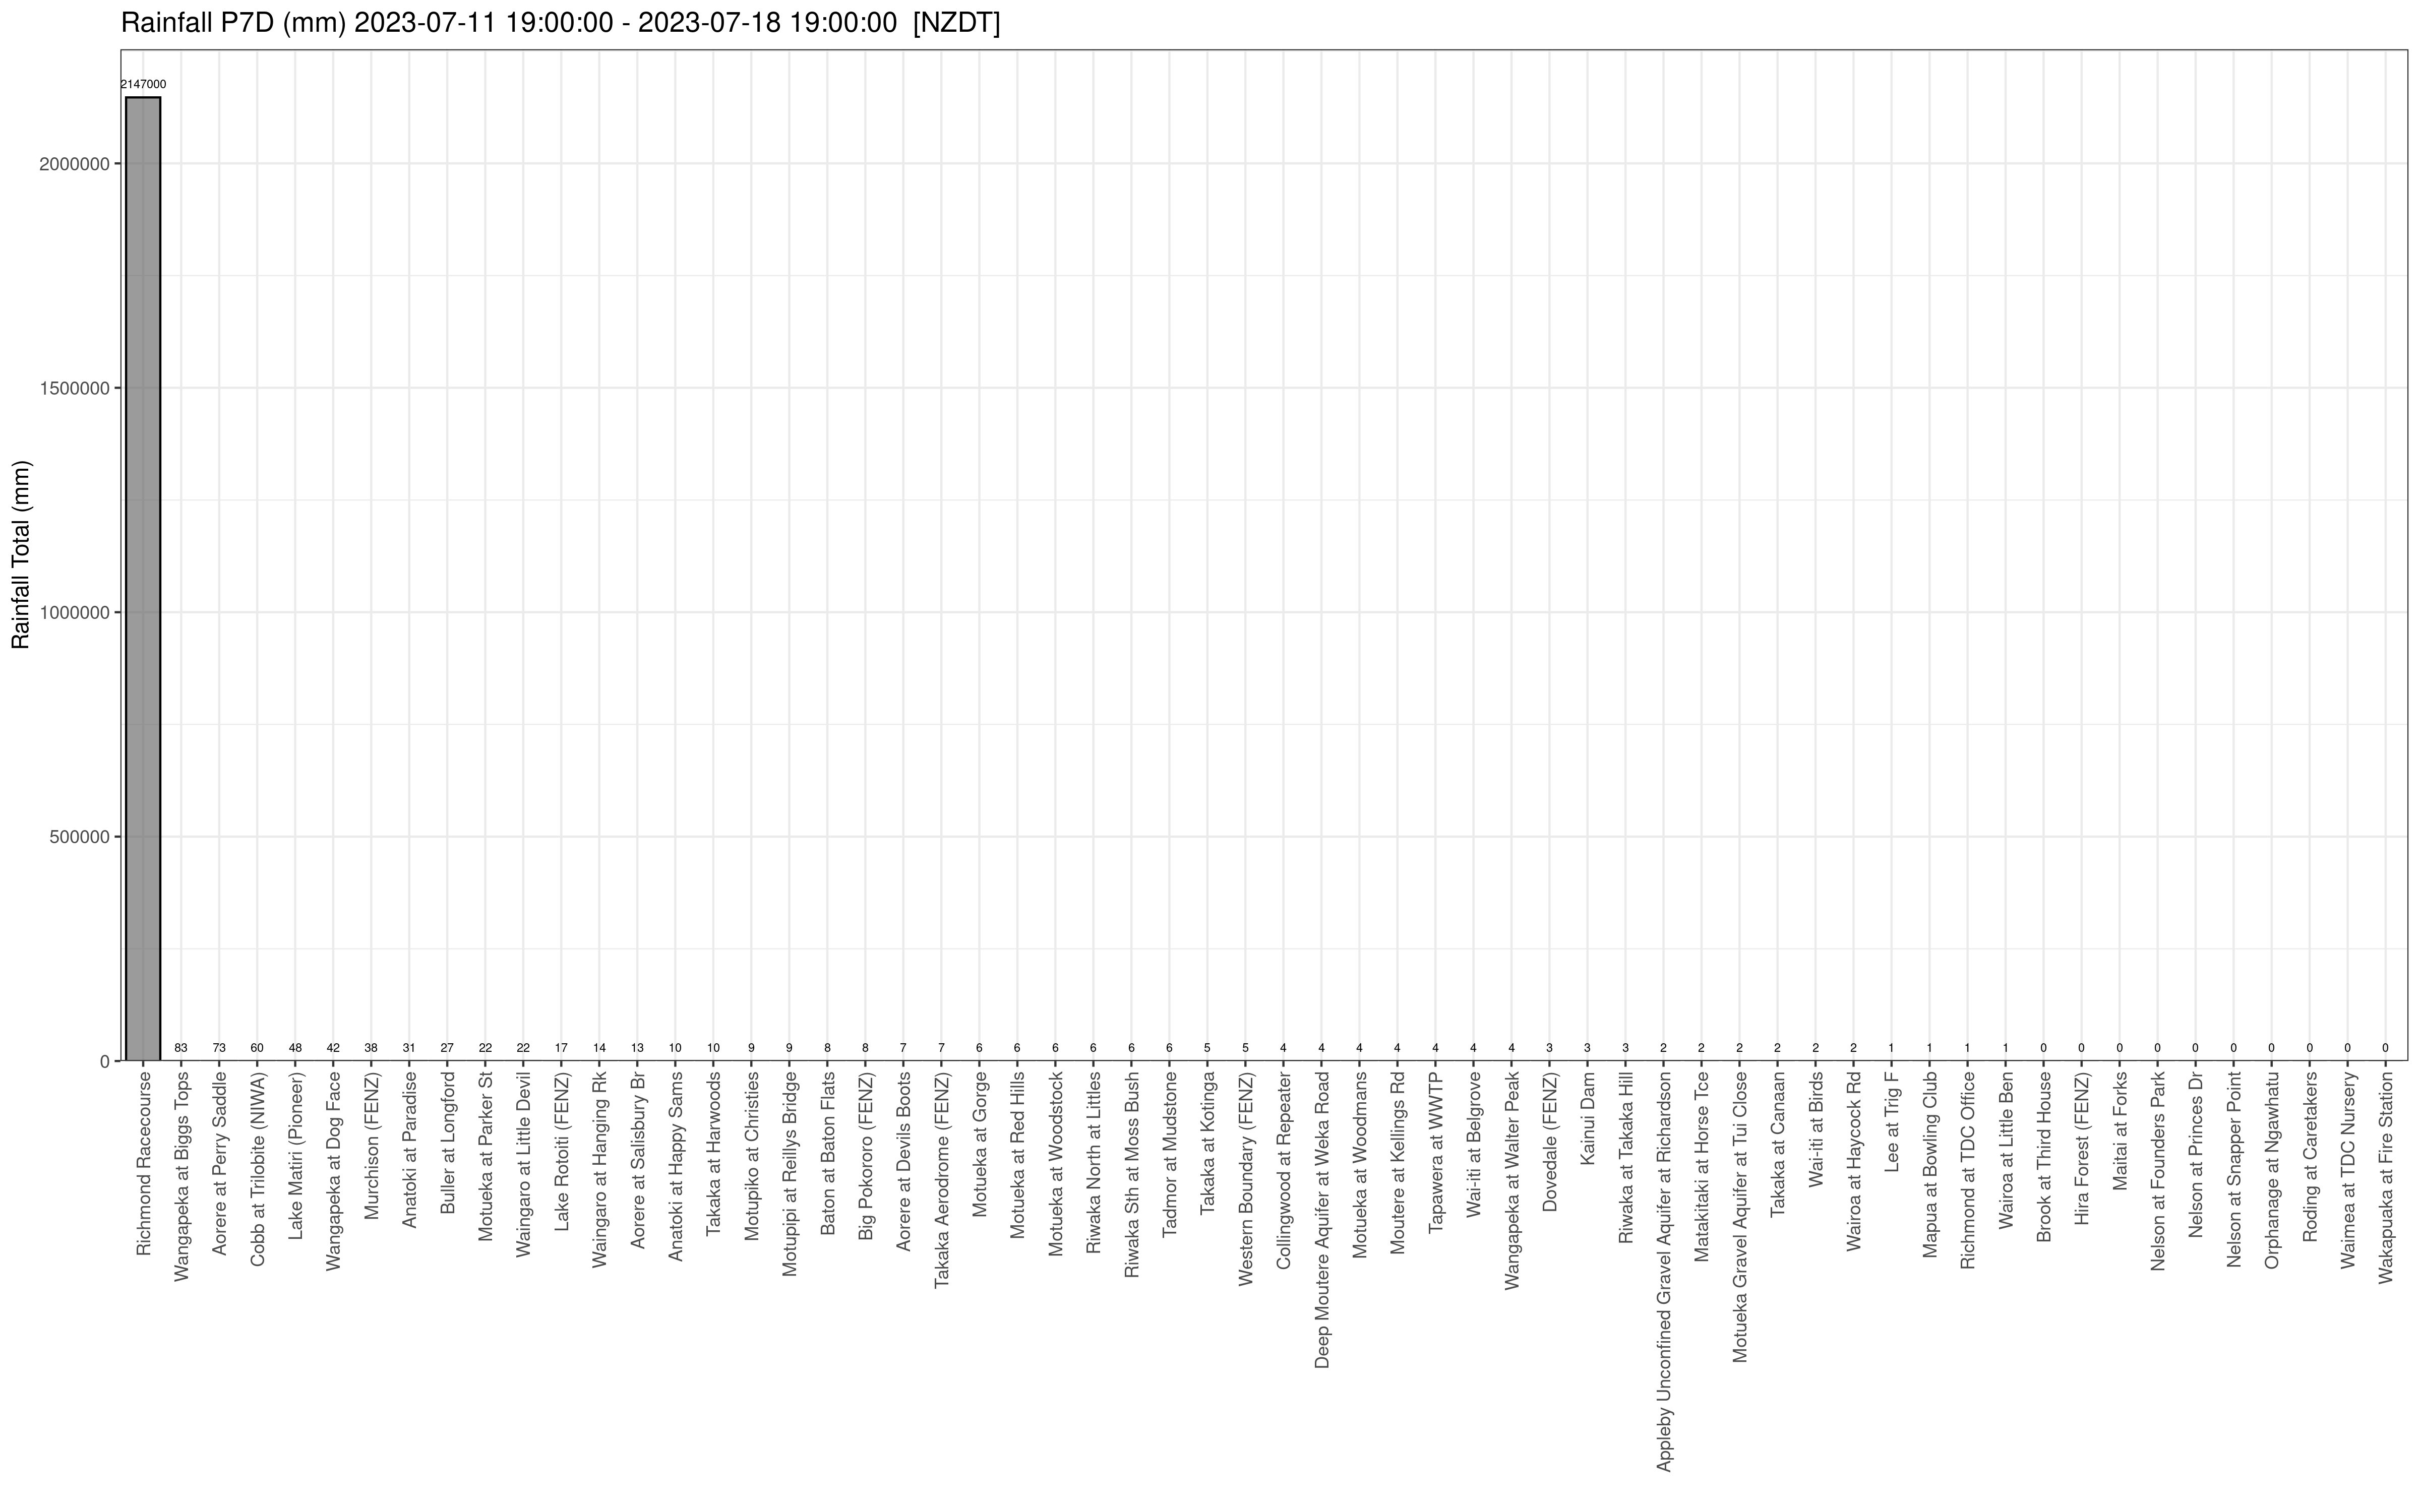 Rainfall P7D (mm) 2023-07-11 19:00:00 - 2023-07-18 19:00:00  [NZDT]
Rainfall Total (mm)
2000000
1500000
1000000
500000
0
2147000
83
73
60
48
42
38
31
27
22
22
17
14
13
10
10
9
9
8
8
7
7
6
6
6
6
6
6
5
5
4
4
4
4
4
4
4
3
3
3
2
2
2
2
2
2
1
1
1
1
0
0
0
0
0
0
0
0
0
0
Richmond Racecourse
Wangapeka at Biggs Tops
Aorere at Perry Saddle
Cobb at Trilobite (NIWA)
Lake Matiri (Pioneer)
Wangapeka at Dog Face
Murchison (FENZ)
Anatoki at Paradise
Buller at Longford
Motueka at Parker St
Waingaro at Little Devil
Lake Rotoiti (FENZ)
Waingaro at Hanging Rk
Aorere at Salisbury Br
Anatoki at Happy Sams
Takaka at Harwoods
Motupiko at Christies
Motupipi at Reillys Bridge
Baton at Baton Flats
Big Pokororo (FENZ)
Aorere at Devils Boots
Takaka Aerodrome (FENZ)
Motueka at Gorge
Motueka at Red Hills
Motueka at Woodstock
Riwaka North at Littles
Riwaka Sth at Moss Bush
Tadmor at Mudstone
Takaka at Kotinga
Western Boundary (FENZ)
Collingwood at Repeater
Deep Moutere Aquifer at Weka Road
Motueka at Woodmans
Moutere at Kellings Rd
Tapawera at WWTP
Wai-iti at Belgrove
Wangapeka at Walter Peak
Dovedale (FENZ)
Kainui Dam
Riwaka at Takaka Hill
Appleby Unconfined Gravel Aquifer at Richardson
Matakitaki at Horse Tce
Motueka Gravel Aquifer at Tui Close
Takaka at Canaan
Wai-iti at Birds
Wairoa at Haycock Rd
Lee at Trig F
Mapua at Bowling Club
Richmond at TDC Office
Wairoa at Little Ben
Brook at Third House
Hira Forest (FENZ)
Maitai at Forks
Nelson at Founders Park
Nelson at Princes Dr
Nelson at Snapper Point
Orphanage at Ngawhatu
Roding at Caretakers
Waimea at TDC Nursery
Wakapuaka at Fire Station